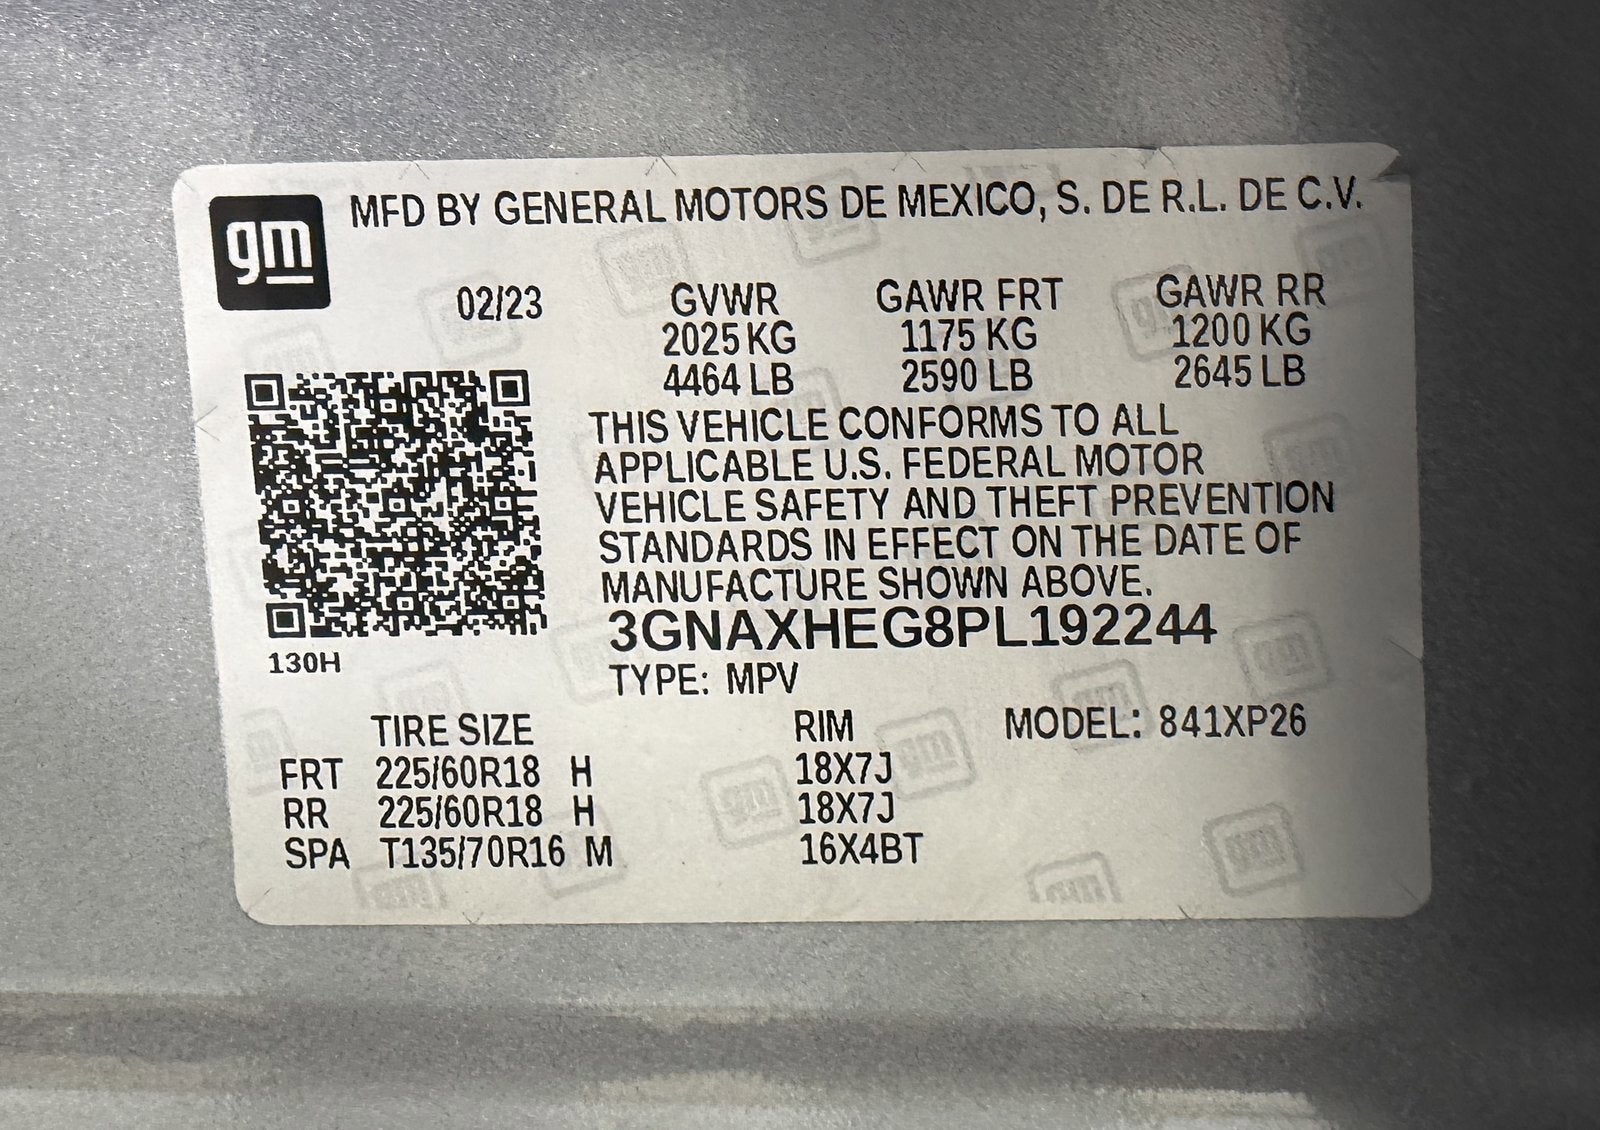 gm
MFD BY GENERAL MOTORS DE MEXICO, S. DE R.L. DE C.V.
02/23 GVWR GAWR FRT GAWR RR
2025 KG 1175 KG 1200 KG
4464 LB 2590 LB 2645 LB
THIS VEHICLE CONFORMS TO ALL
APPLICABLE U.S. FEDERAL MOTOR
VEHICLE SAFETY AND THEFT PREVENTION
STANDARDS IN EFFECT ON THE DATE OF
MANUFACTURE SHOWN ABOVE.
3GNAXHEG8PL192244
130H
TYPE: MPV
TIRE SIZE RIM MODEL: 841XP26
FRT 225/60R18 H 18X7J
RR 225/60R18 H 18X7J
SPA T135/70R16 M 16X4BT